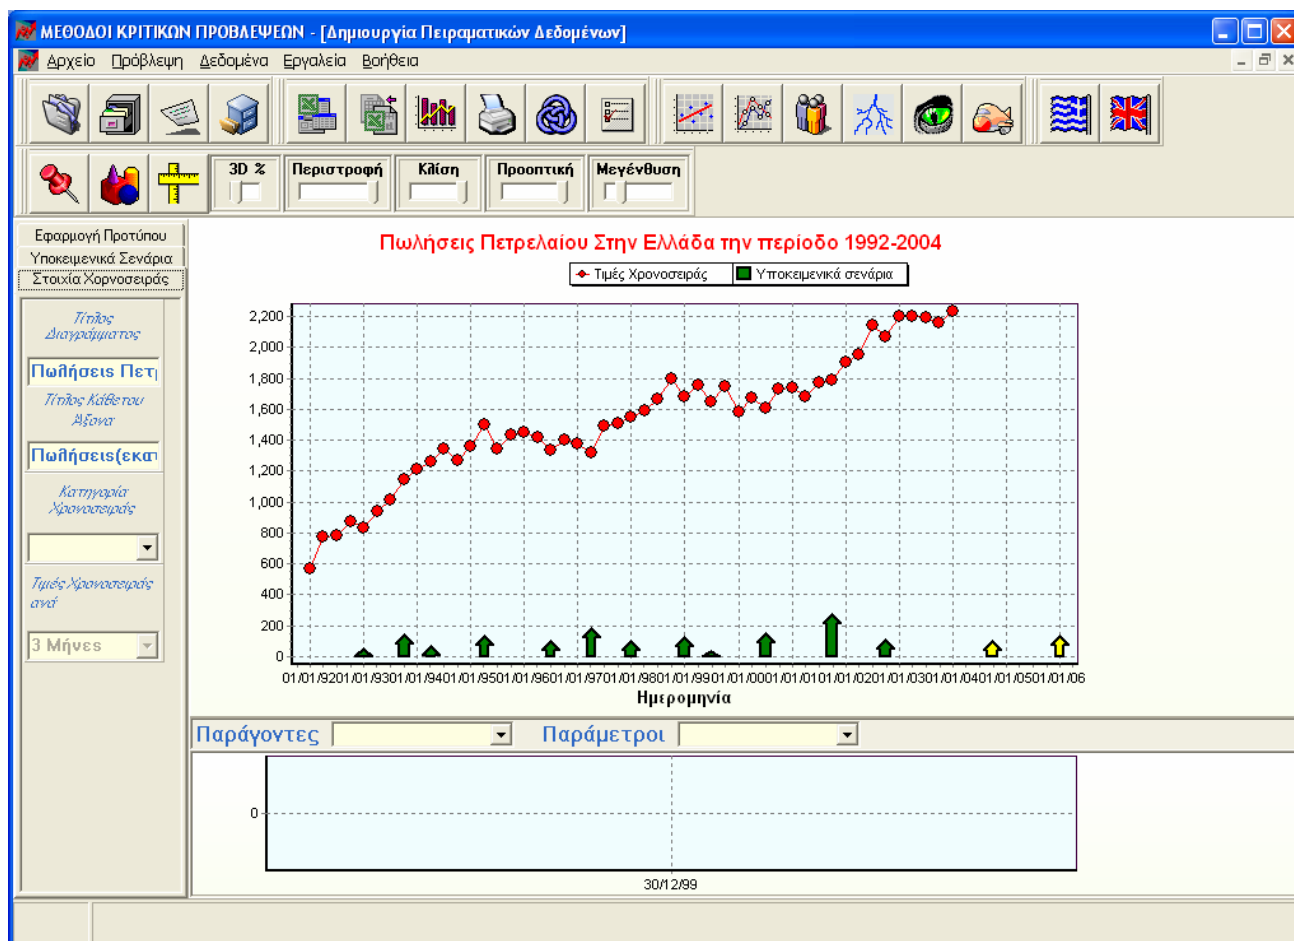 ΜΕΘΟΔΟΙ ΚΡΙΤΙΚΩΝ ΠΡΟΒΛΕΨΕΩΝ - [Δημιουργία Πειραματικών Δεδομένων]
Αρχείο Πρόβλεψη Δεδομένα Εργαλεία Βοήθεια
3D % Περιστροφή Κλίση Προοπτική Μεγένθυση
Εφαρμογή Προτύπου
Υποκειμενικά Σενάρια
Στοιχία Χορνοσειράς
Τίτλος
Διαγράμματος
Πωλήσεις Πετρ
Τίτλος Κάθετου
Άξονα
Πωλήσεις(εκατ
Κατηγορία
Χρονοσειράς
Τιμές Χρονοσειράς
ανά
3 Μήνες
Πωλήσεις Πετρελαίου Στην Ελλάδα την περίοδο 1992-2004
Τιμές Χρονοσειράς Υποκειμενικά σενάρια
2,200
2,000
1,800
1,600
1,400
1,200
1,000
800
600
400
200
0
01/01/9201/01/9301/01/9401/01/9501/01/9601/01/9701/01/9801/01/9901/01/0001/01/0101/01/0201/01/0301/01/0401/01/0501/01/06
Ημερομηνία
Παράγοντες Παράμετροι
0
30/12/99